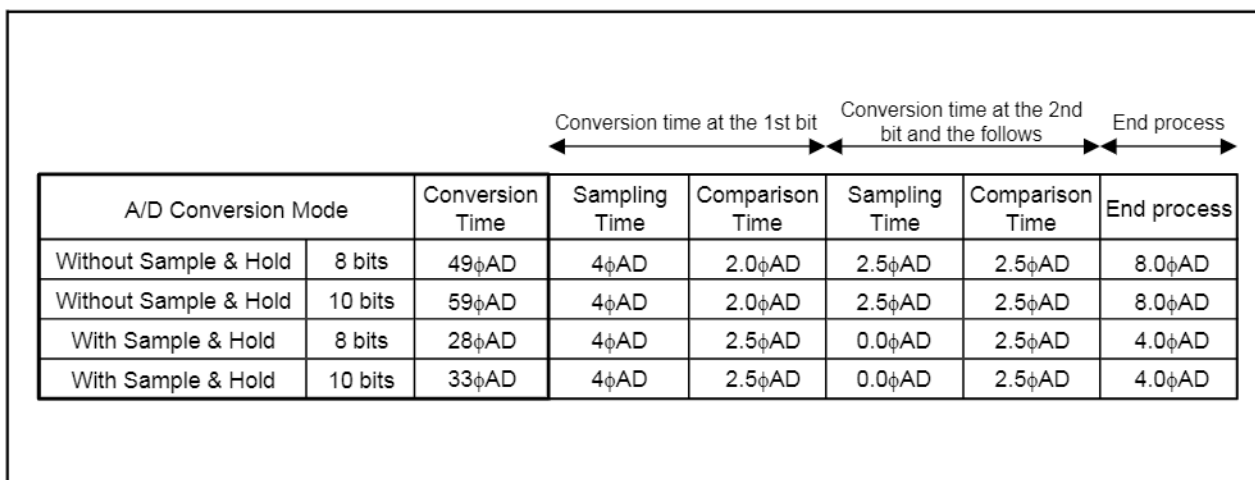 Conversion time at the 1st bit
Conversion time at the 2nd
bit and the follows
End process
A/D Conversion Mode
Conversion
Time
Sampling
Time
Comparison
Time
Sampling
Time
Comparison
Time
End process
Without Sample & Hold 8 bits 49ϕAD 4ϕAD 2.0ϕAD 2.5ϕAD 2.5ϕAD 8.0ϕAD
Without Sample & Hold 10 bits 59ϕAD 4ϕAD 2.0ϕAD 2.5ϕAD 2.5ϕAD 8.0ϕAD
With Sample & Hold 8 bits 28ϕAD 4ϕAD 2.5ϕAD 0.0ϕAD 2.5ϕAD 4.0ϕAD
With Sample & Hold 10 bits 33ϕAD 4ϕAD 2.5ϕAD 0.0ϕAD 2.5ϕAD 4.0ϕAD